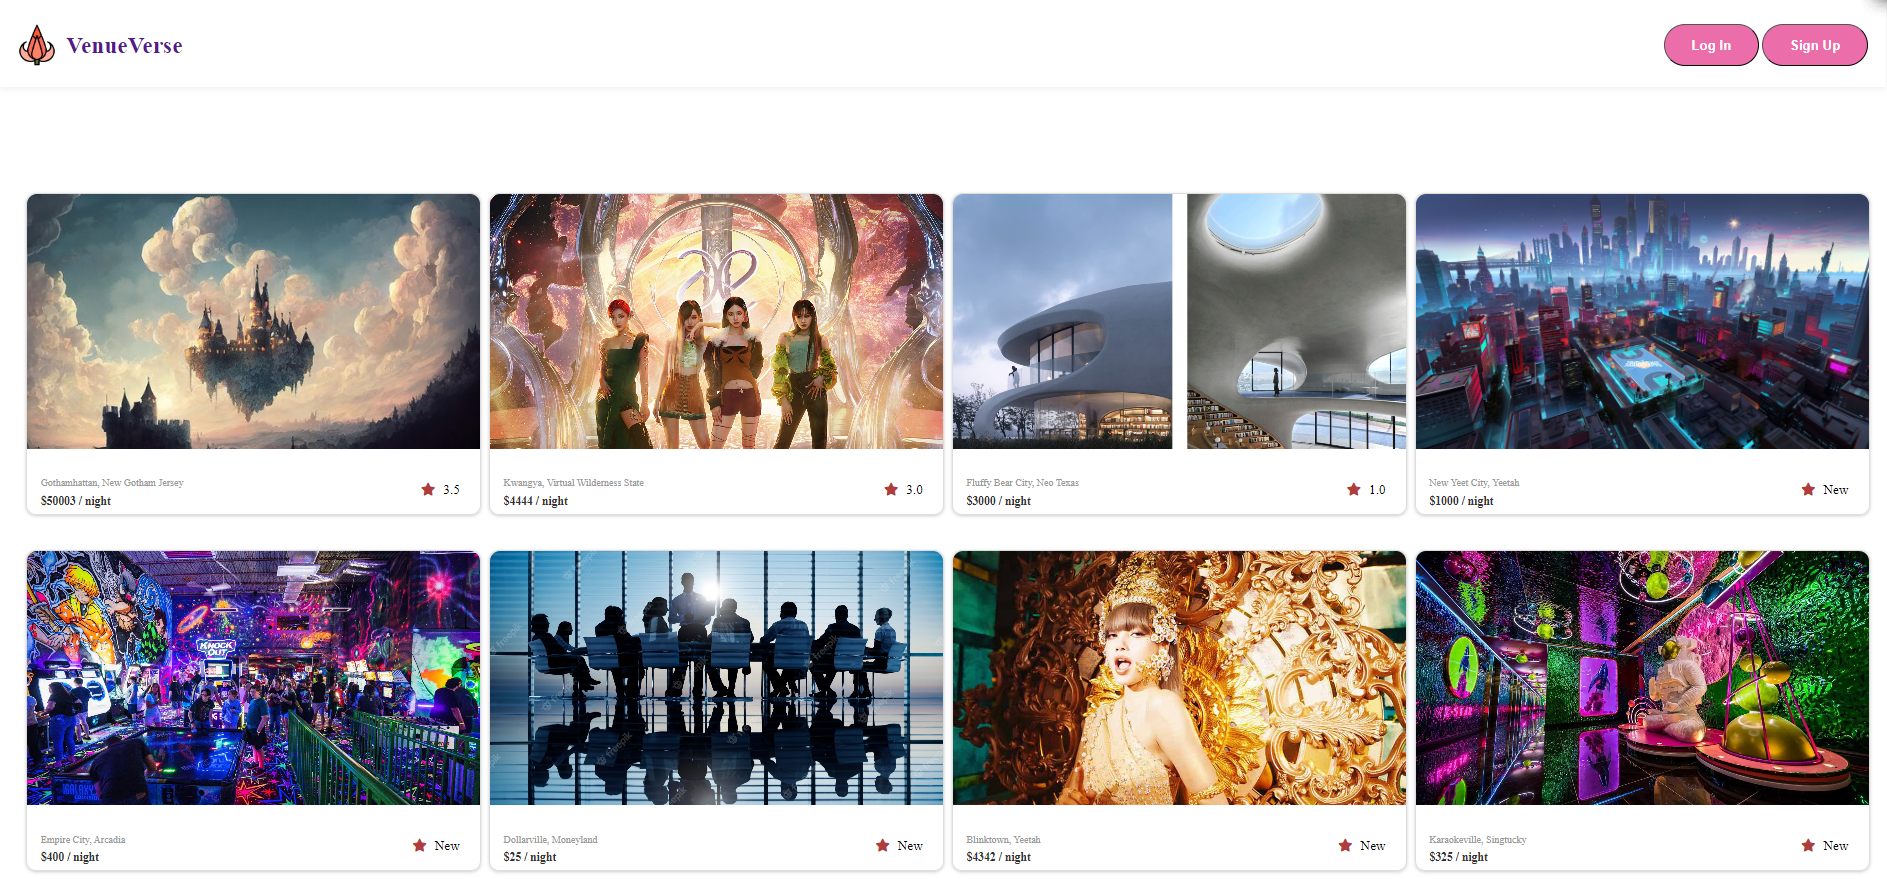 VenueVerse
Log In
Sign Up
Gothamhattan, New Gotham Jersey
$50003 / night
3.5
Kwangya, Virtual Wilderness State
$4444 / night
3.0
Fluffy Bear City, Neo Texas
$3000 / night
1.0
New Yeet City, Yeetah
$1000 / night
New
KNOCK
OUT
Empire City, Arcadia
$400 / night
New
Dollarville, Moneyland
$25 / night
New
Blinktown, Yeetah
$4342 / night
New
Karaokeville, Singtucky
$325 / night
New